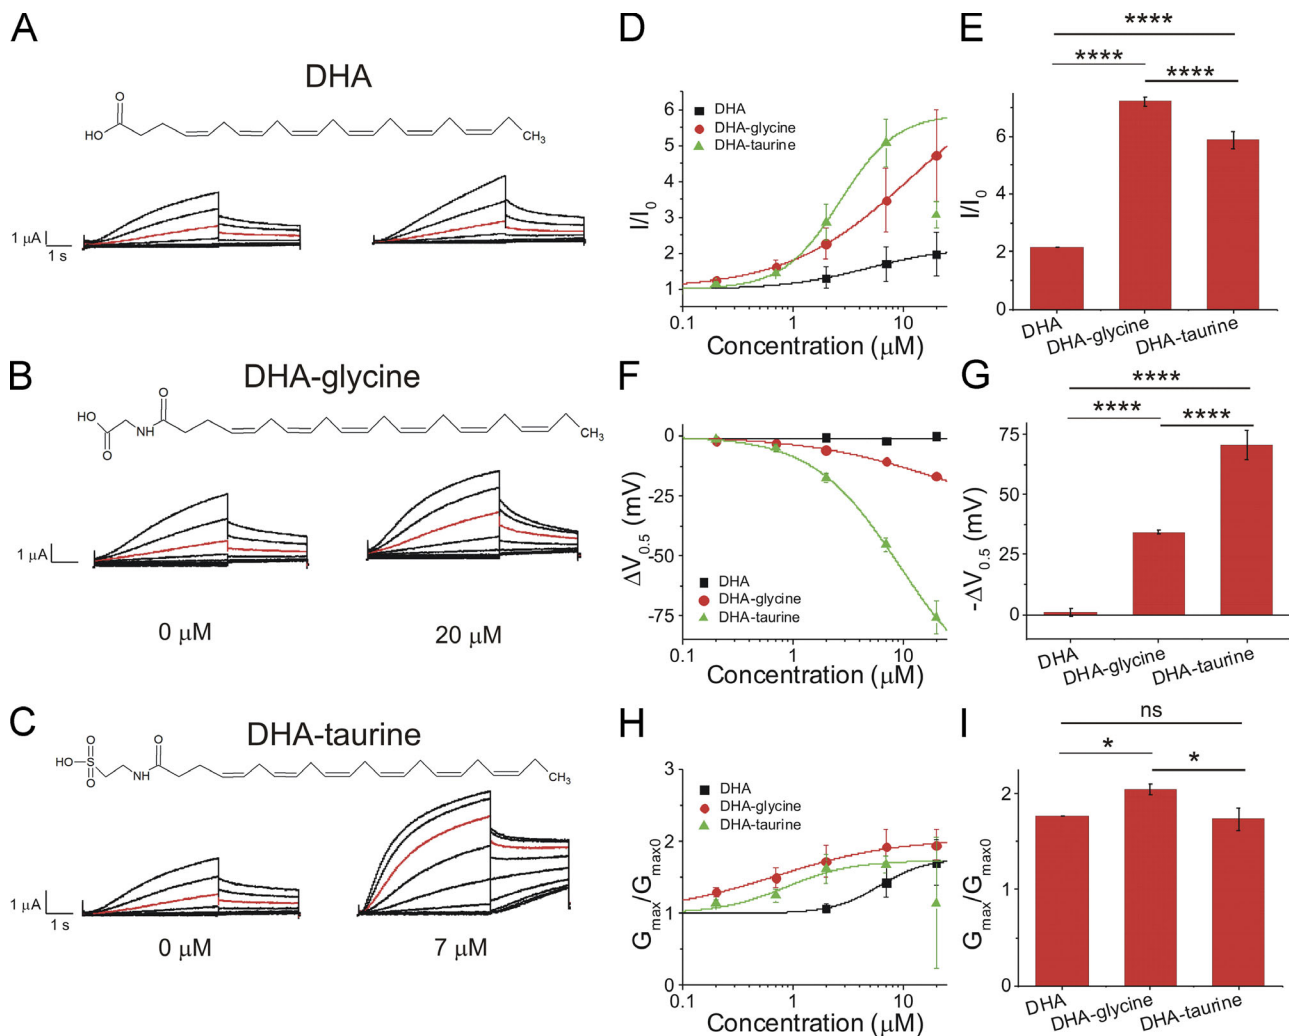 A
DHA
O
HO
CH3
1 μA
1 s
B
DHA-glycine
O
HO
NH
O
CH3
1 μA
0 μM
20 μM
C
DHA-taurine
O
O
HO
S
NH
O
CH3
1 μA
1 s
0 μM
7 μM
D
DHA
DHA-glycine
DHA-taurine
6
5
4
3
2
1
I/I0
0.1
1
10
Concentration (μM)
E
****
****
****
8
6
4
2
0
I/I0
DHA
DHA-glycine
DHA-taurine
F
0
-25
-50
-75
ΔV0.5 (mV)
DHA
DHA-glycine
DHA-taurine
0.1
1
10
Concentration (μM)
G
****
****
****
75
50
25
0
-ΔV0.5 (mV)
DHA
DHA-glycine
DHA-taurine
H
DHA
DHA-glycine
DHA-taurine
3
2
1
0
Gmax/Gmax0
0.1
1
10
Concentration (μM)
I
ns
*
*
2
1
0
Gmax/Gmax0
DHA
DHA-glycine
DHA-taurine